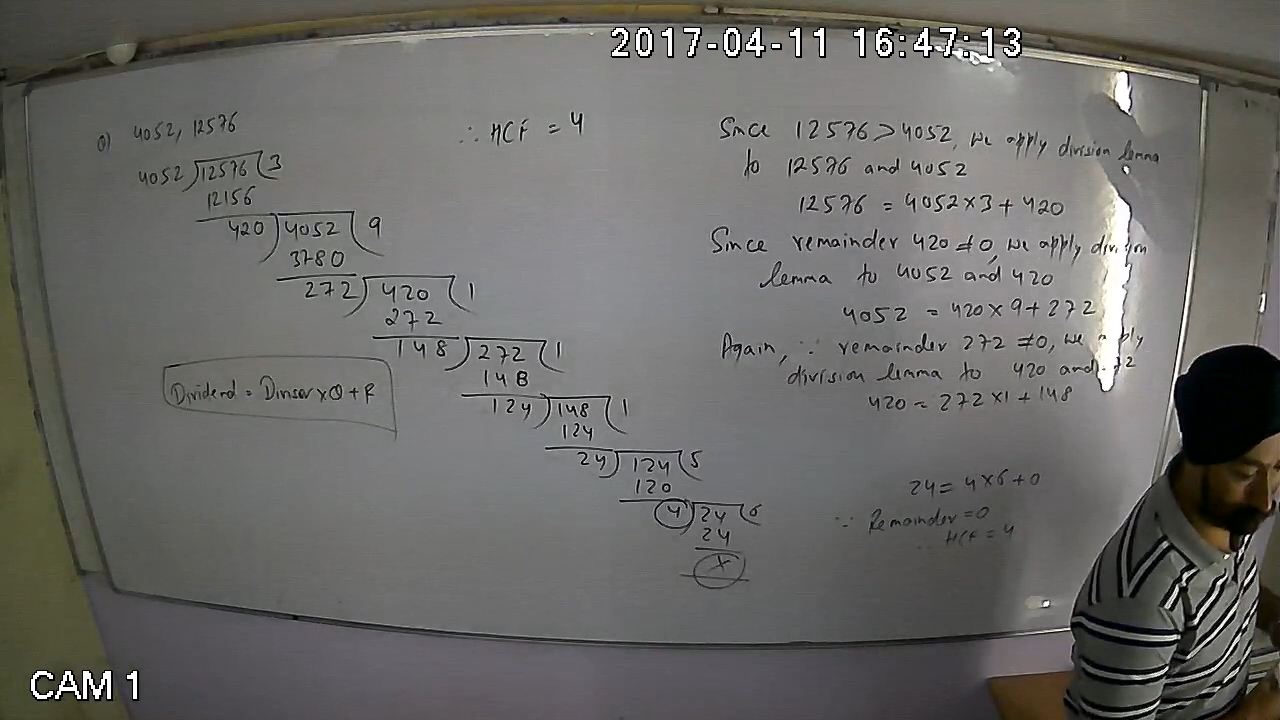 2017-04-11 16:47:13
a) 4052, 12576
4052 ) 12576 ( 3
12156
420 ) 4052 ( 9
3780
272 ) 420 ( 1
272
148 ) 272 ( 1
148
124 ) 148 ( 1
124
24 ) 124 ( 5
120
4 ) 24 ( 6
24
x
Dividend = Divisor x Q + R
∴ HCF = 4
Since 12576 > 4052, we apply division lemma
to 12576 and 4052
12576 = 4052 x 3 + 420
Since remainder 420 ≠ 0, we apply division
lemma to 4052 and 420
4052 = 420 x 9 + 272
Again, ∵ remainder 272 ≠ 0, we apply
division lemma to 420 and 272
420 = 272 x 1 + 148
24 = 4 x 6 + 0
∵ Remainder = 0
∴ HCF = 4
CAM 1